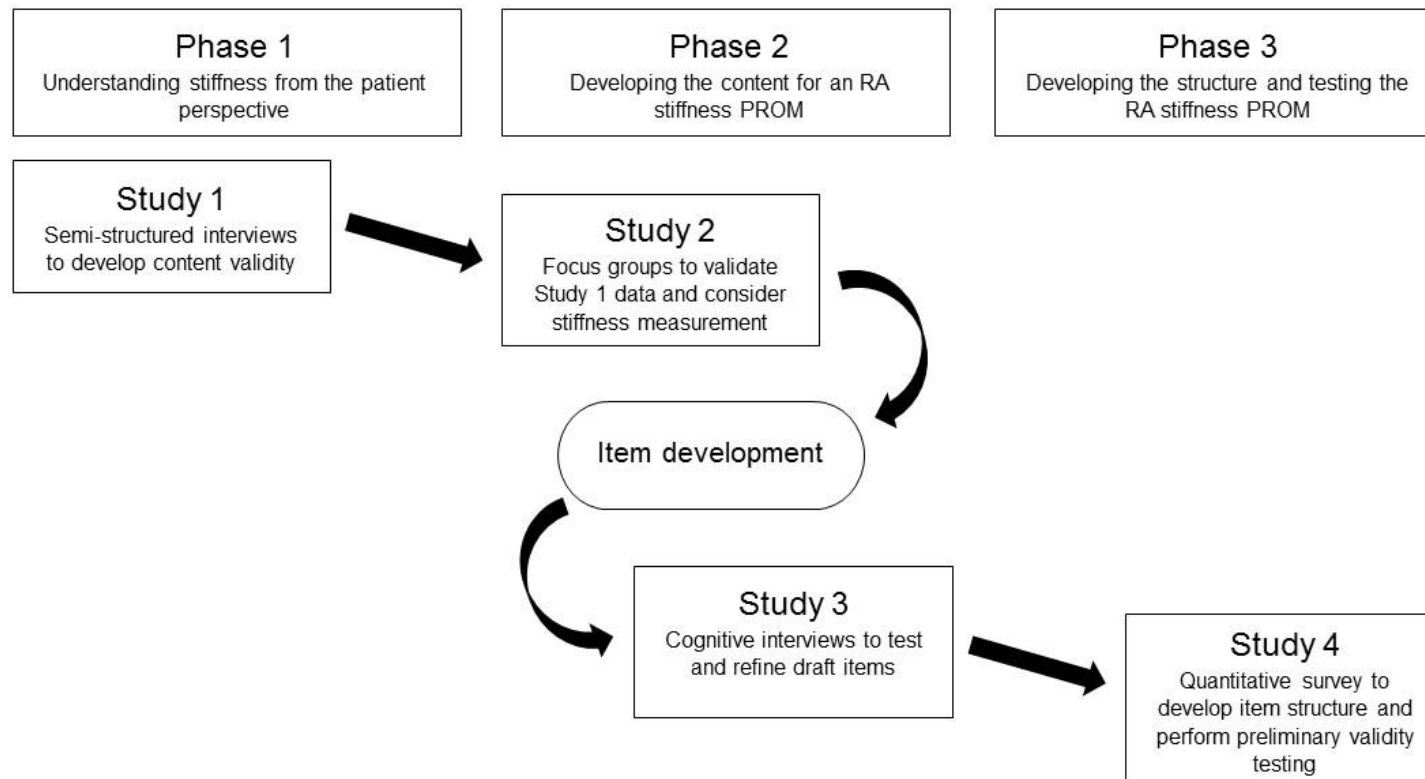 Phase 1
Understanding stiffness from the patient
perspective
Phase 2
Developing the content for an RA
stiffness PROM
Phase 3
Developing the structure and testing the
RA stiffness PROM
Study 1
Semi-structured interviews
to develop content validity
Study 2
Focus groups to validate
Study 1 data and consider
stiffness measurement
Item development
Study 3
Cognitive interviews to test
and refine draft items
Study 4
Quantitative survey to
develop item structure and
perform preliminary validity
testing